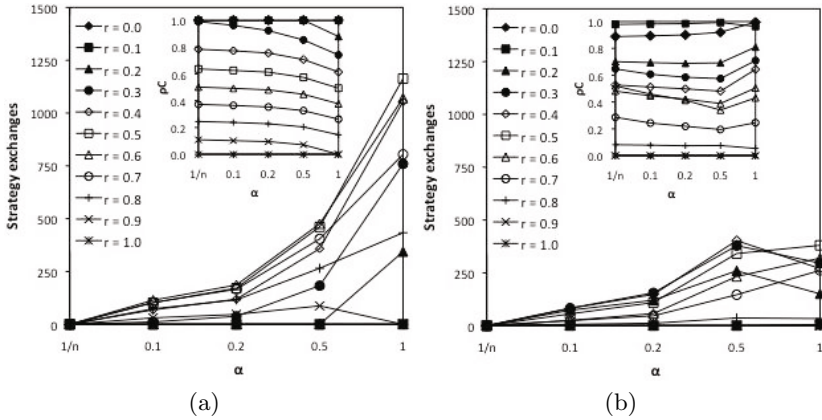 1500
1250
1000
750
500
250
0
Strategy exchanges
1/n 0.1 0.2 0.5 1
α
r = 0.0
r = 0.1
r = 0.2
r = 0.3
r = 0.4
r = 0.5
r = 0.6
r = 0.7
r = 0.8
r = 0.9
r = 1.0
1.0
0.8
0.6
0.4
0.2
0.0
ρC
1/n 0.1 0.2 0.5 1
α
(a)
1500
1250
1000
750
500
250
0
Strategy exchanges
1/n 0.1 0.2 0.5 1
α
r = 0.0
r = 0.1
r = 0.2
r = 0.3
r = 0.4
r = 0.5
r = 0.6
r = 0.7
r = 0.8
r = 0.9
r = 1.0
1.0
0.8
0.6
0.4
0.2
0.0
ρC
1/n 0.1 0.2 0.5 1
α
(b)